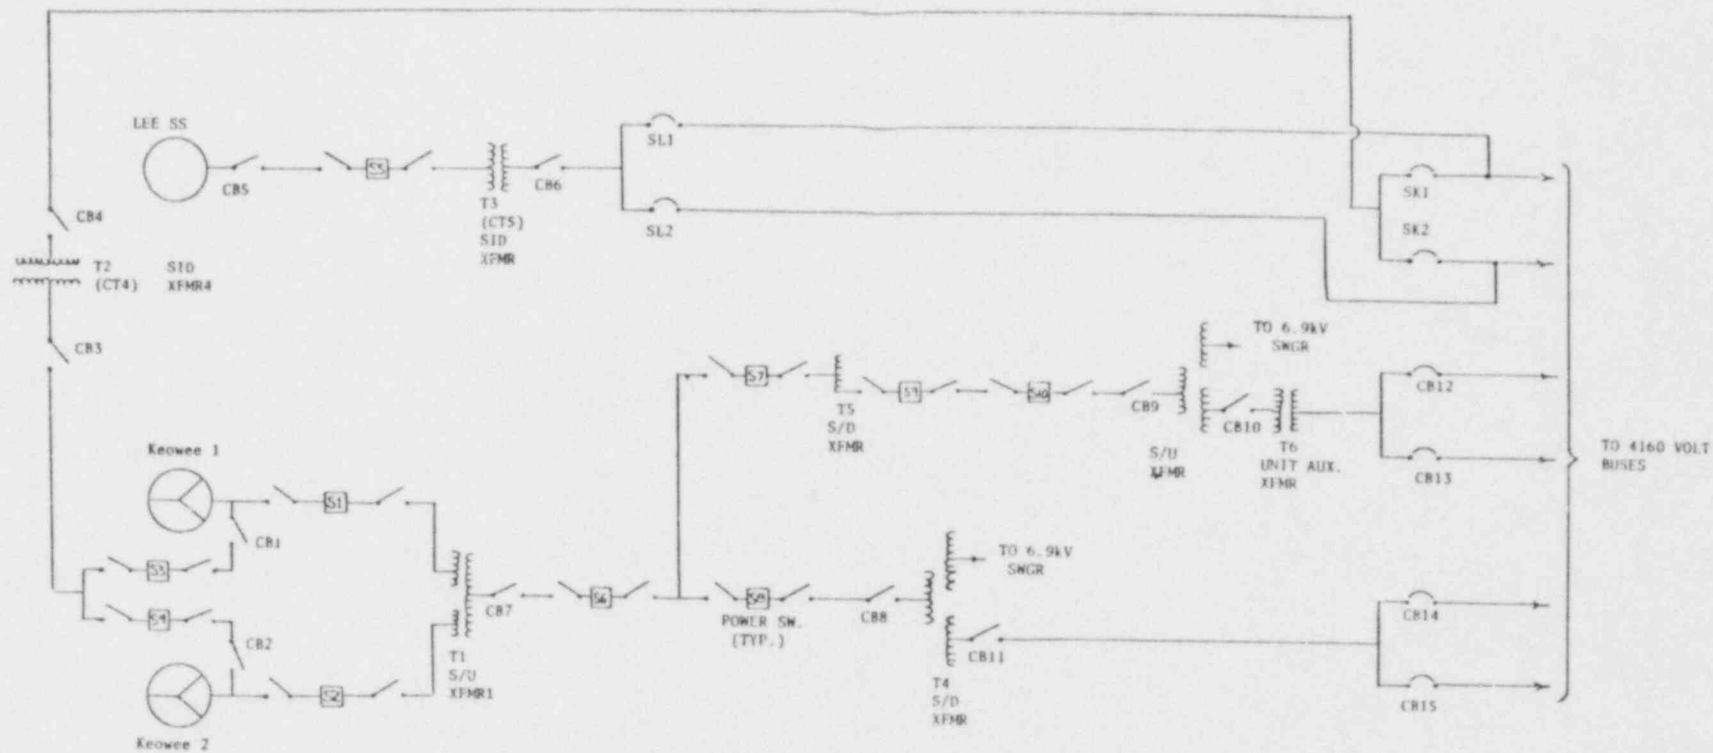 LEE SS
SL1
CB5
S5
CB6
T3
(CT5)
SID
XFMR
SL2
SK1
SK2
CB4
T2
(CT4)
SID
XFMR4
CB3
S7
T5
S/D
XFMR
S9
S10
CB9
TO 6.9kV
SWGR
CB10
S/U
XFMR
T6
UNIT AUX.
XFMR
CB12
CB13
TO 4160 VOLT
BUSES
Keowee 1
S1
CB1
S3
S4
CB2
S2
Keowee 2
T1
S/U
XFMR1
CB7
S6
S8
POWER SW.
(TYP.)
CB8
TO 6.9kV
SWGR
CB11
T4
S/D
XFMR
CB14
CB15